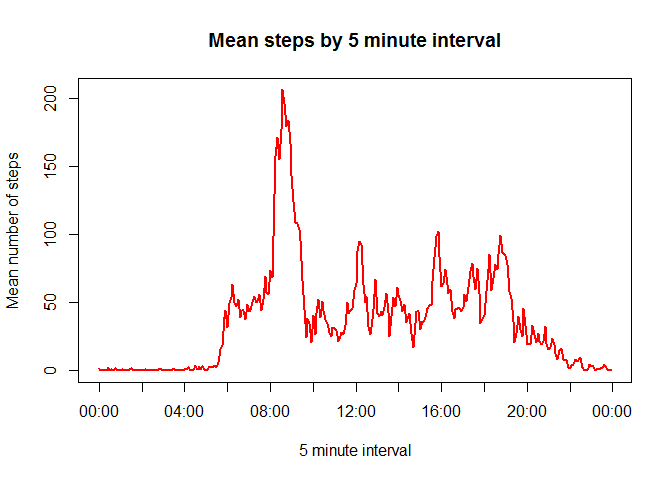 Mean steps by 5 minute interval
Mean number of steps
200
150
100
50
0
00:00 04:00 08:00 12:00 16:00 20:00 00:00
5 minute interval